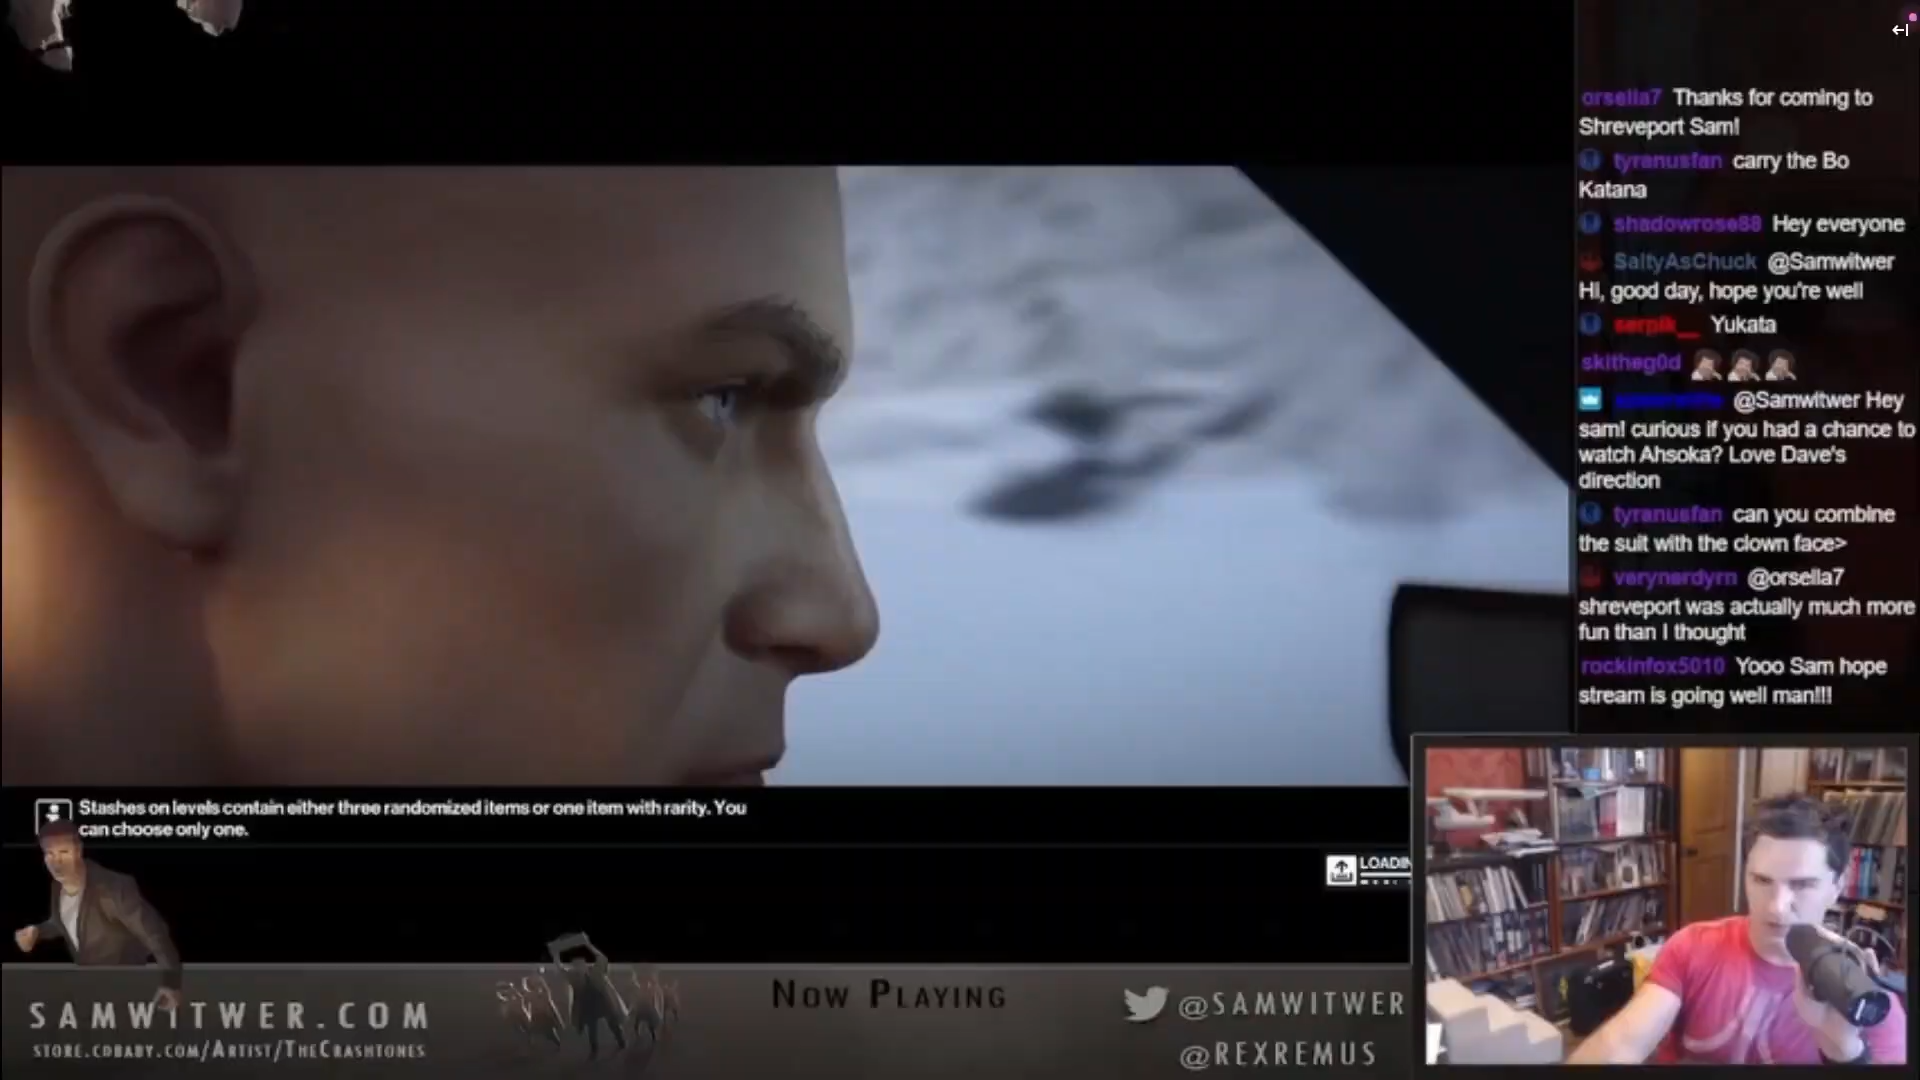 orsella7 Thanks for coming to
Shreveport Sam!
tyranusfan carry the Bo
Katana
shadowrose88 Hey everyone
SaltyAsChuck @Samwitwer
Hi, good day, hope you're well
serpik__ Yukata
skitheg0d
@Samwitwer Hey
sam! curious if you had a chance to
watch Ahsoka? Love Dave's
direction
tyranusfan can you combine
the suit with the clown face>
verynerdyrn @orsella7
shreveport was actually much more
fun than I thought
rockinfox5010 Yooo Sam hope
stream is going well man!!!
Stashes on levels contain either three randomized items or one item with rarity. You
can choose only one.
LOADIN
SAMWITWER.COM
STORE.CDBABY.COM/ARTIST/THECRASHTONES
NOW PLAYING
@SAMWITWER
@REXREMUS